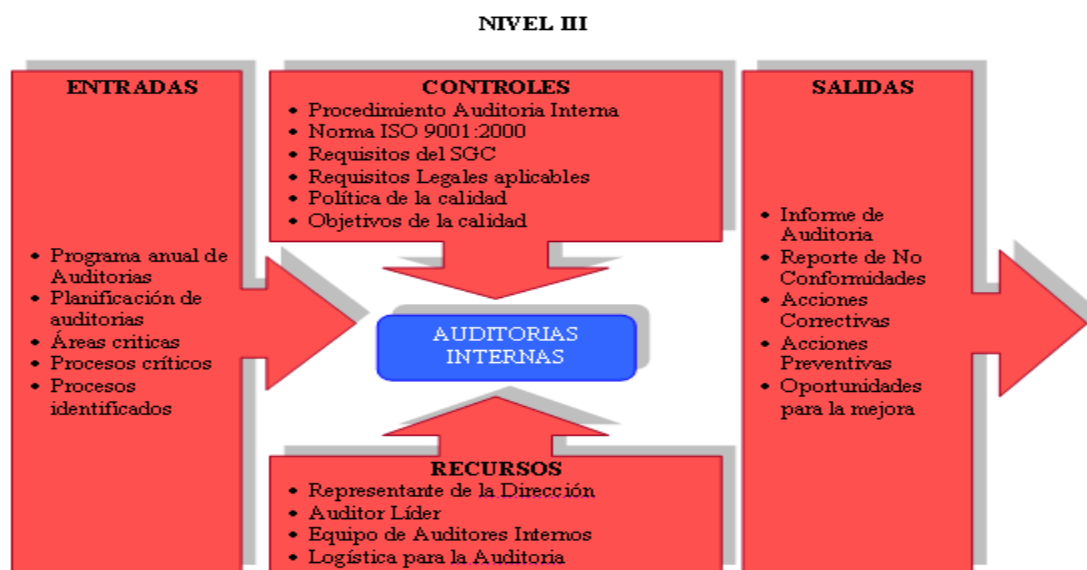 NIVEL III
ENTRADAS
• Programa anual de
Auditorias
• Planificación de
auditorias
• Áreas criticas
• Procesos críticos
• Procesos
identificados
CONTROLES
• Procedimiento Auditoria Interna
• Norma ISO 9001:2000
• Requisitos del SGC
• Requisitos Legales aplicables
• Política de la calidad
• Objetivos de la calidad
AUDITORIAS
INTERNAS
RECURSOS
• Representante de la Dirección
• Auditor Líder
• Equipo de Auditores Internos
• Logística para la Auditoria
SALIDAS
• Informe de
Auditoria
• Reporte de No
Conformidades
• Acciones
Correctivas
• Acciones
Preventivas
• Oportunidades
para la mejora